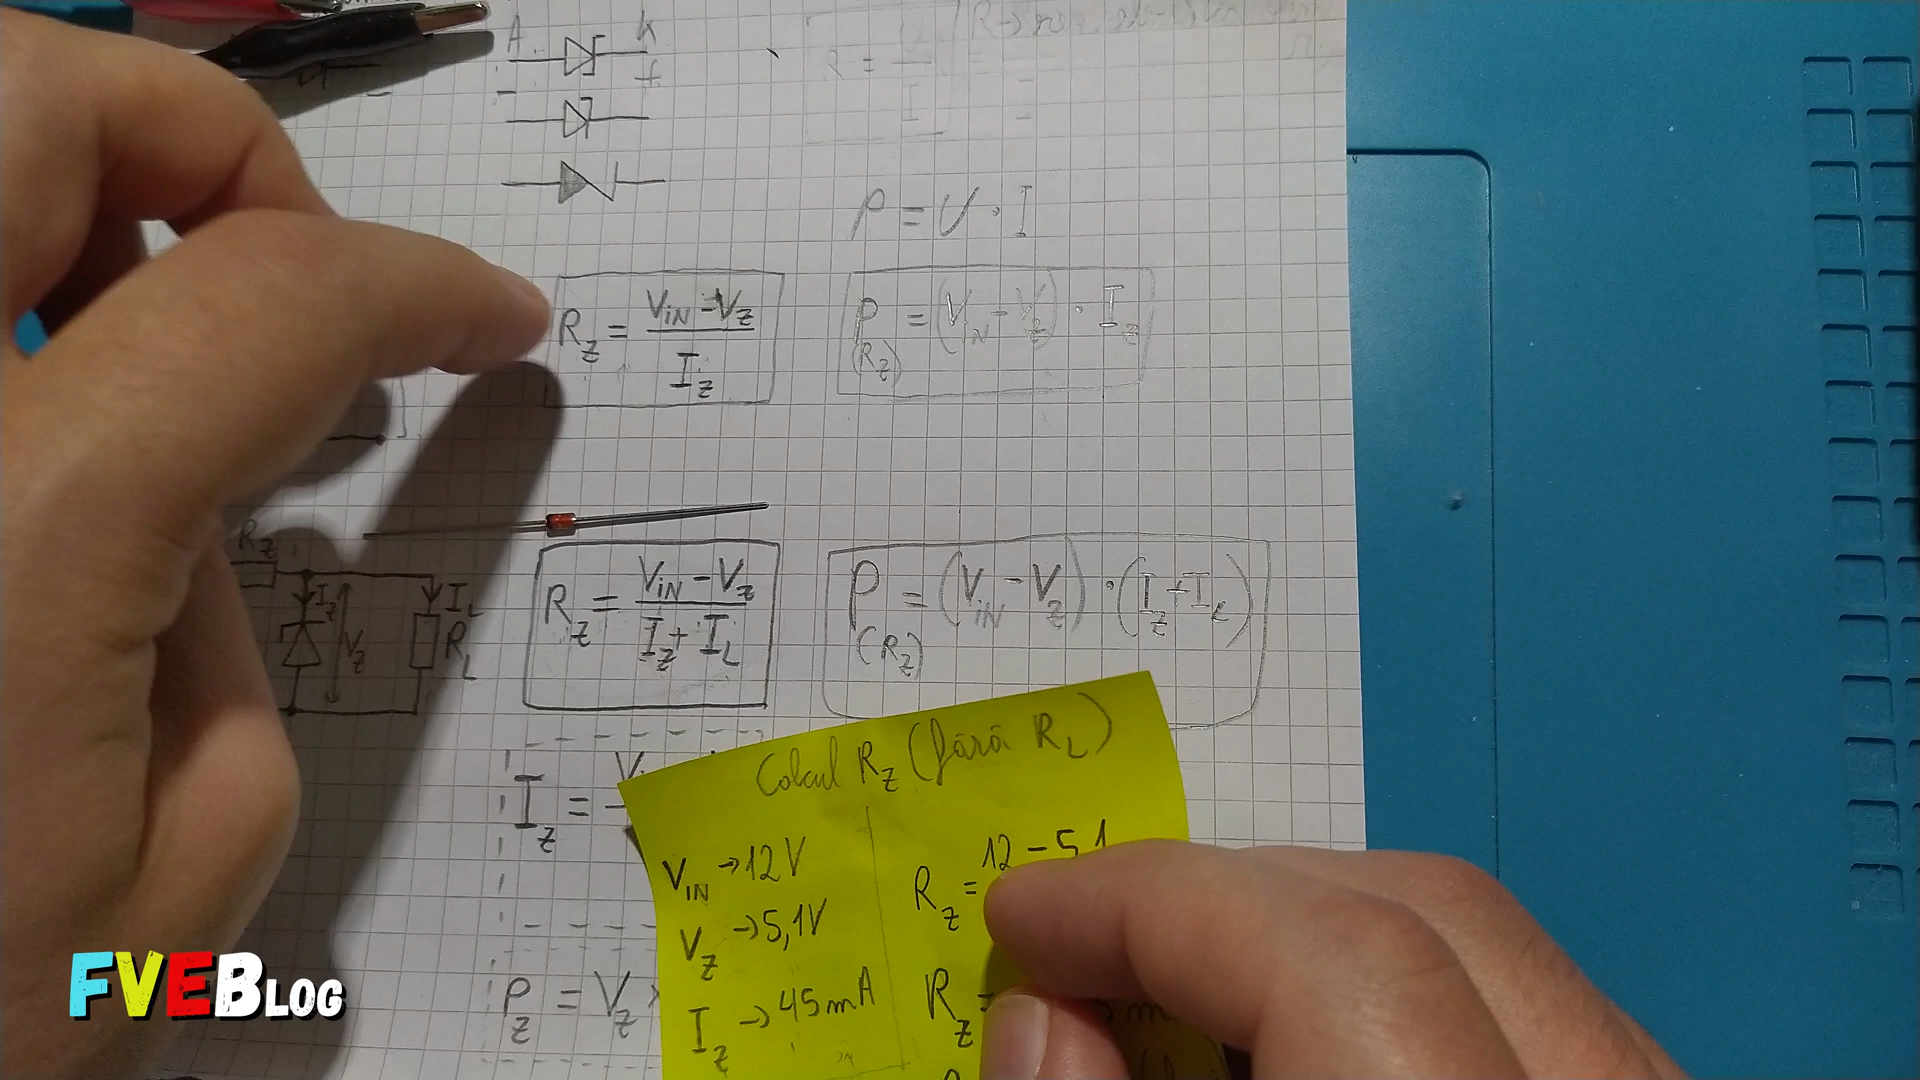 A K
- +
P = U · I
R_Z = (V_IN - V_Z) / I_Z
P_(R_Z) = (V_IN - V_Z) · I_Z
R_Z
I_Z
V_Z
I_L
R_L
R_Z = (V_IN - V_Z) / (I_Z + I_L)
P_(R_Z) = (V_IN - V_Z) · (I_Z + I_L)
I_Z =
P_Z = V_Z
Calcul R_Z (fără R_L)
V_IN → 12V
V_Z → 5,1V
I_Z → 45mA
R_Z = 12 - 5,1
R_Z =
FVEBLOG